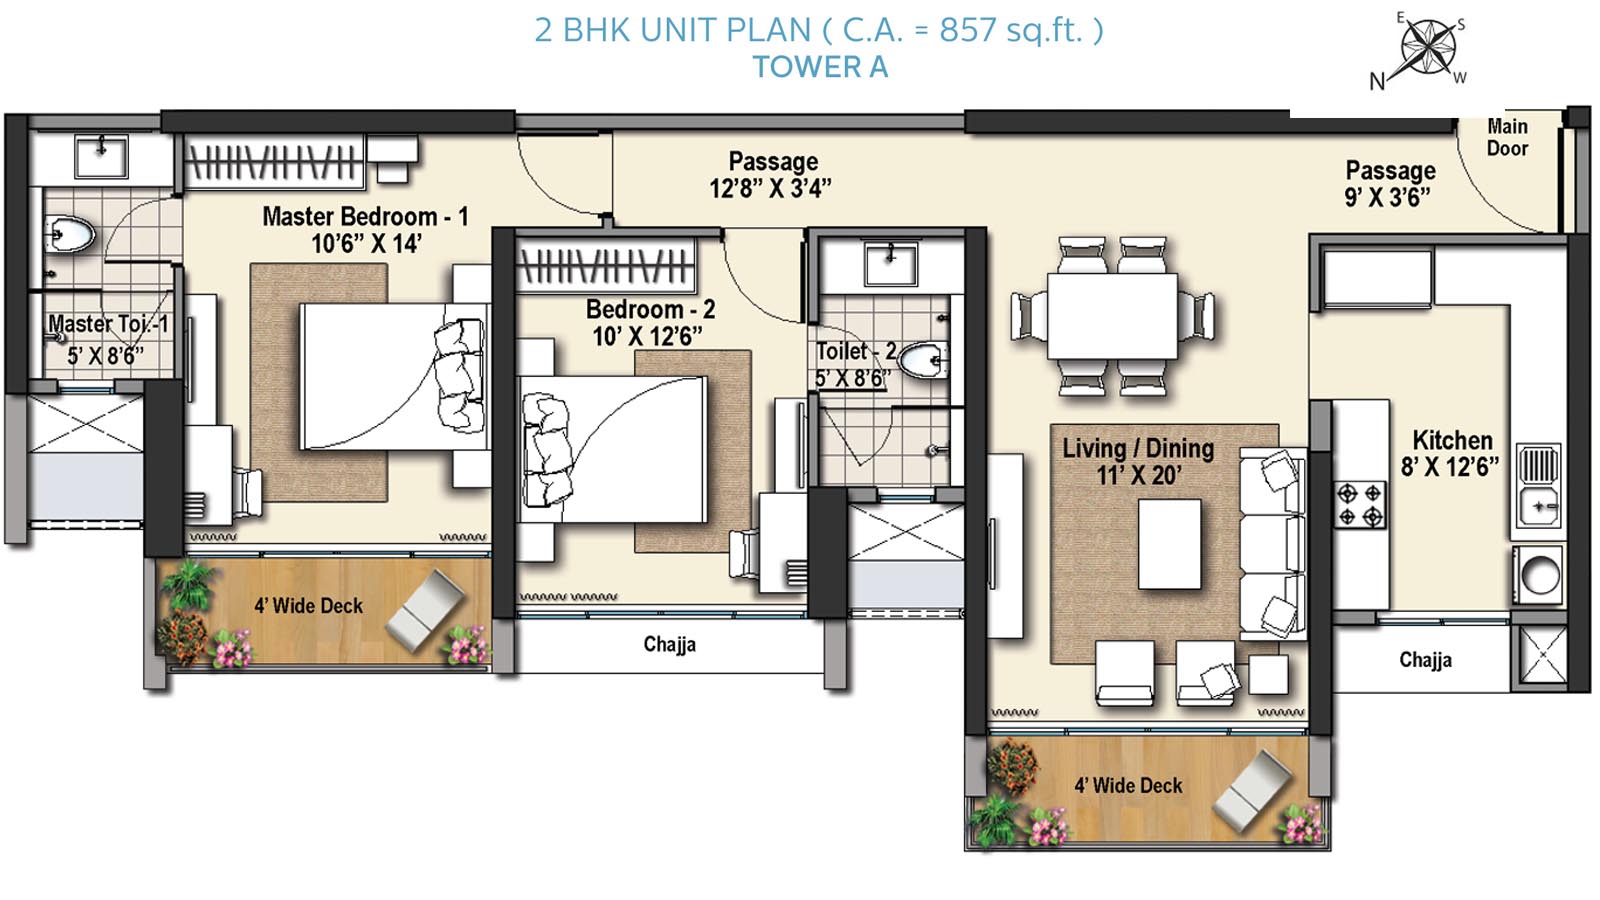 2 BHK UNIT PLAN ( C.A. = 857 sq.ft. )
TOWER A
E
S
N
W
Main
Door
Passage
12’8” X 3’4”
Passage
9’ X 3’6”
Master Bedroom - 1
10’6” X 14’
Bedroom - 2
10’ X 12’6”
Master Toi.-1
5’ X 8’6”
Toilet - 2
5’ X 8’6”
Living / Dining
11’ X 20’
Kitchen
8’ X 12’6”
4’ Wide Deck
Chajja
Chajja
4’ Wide Deck